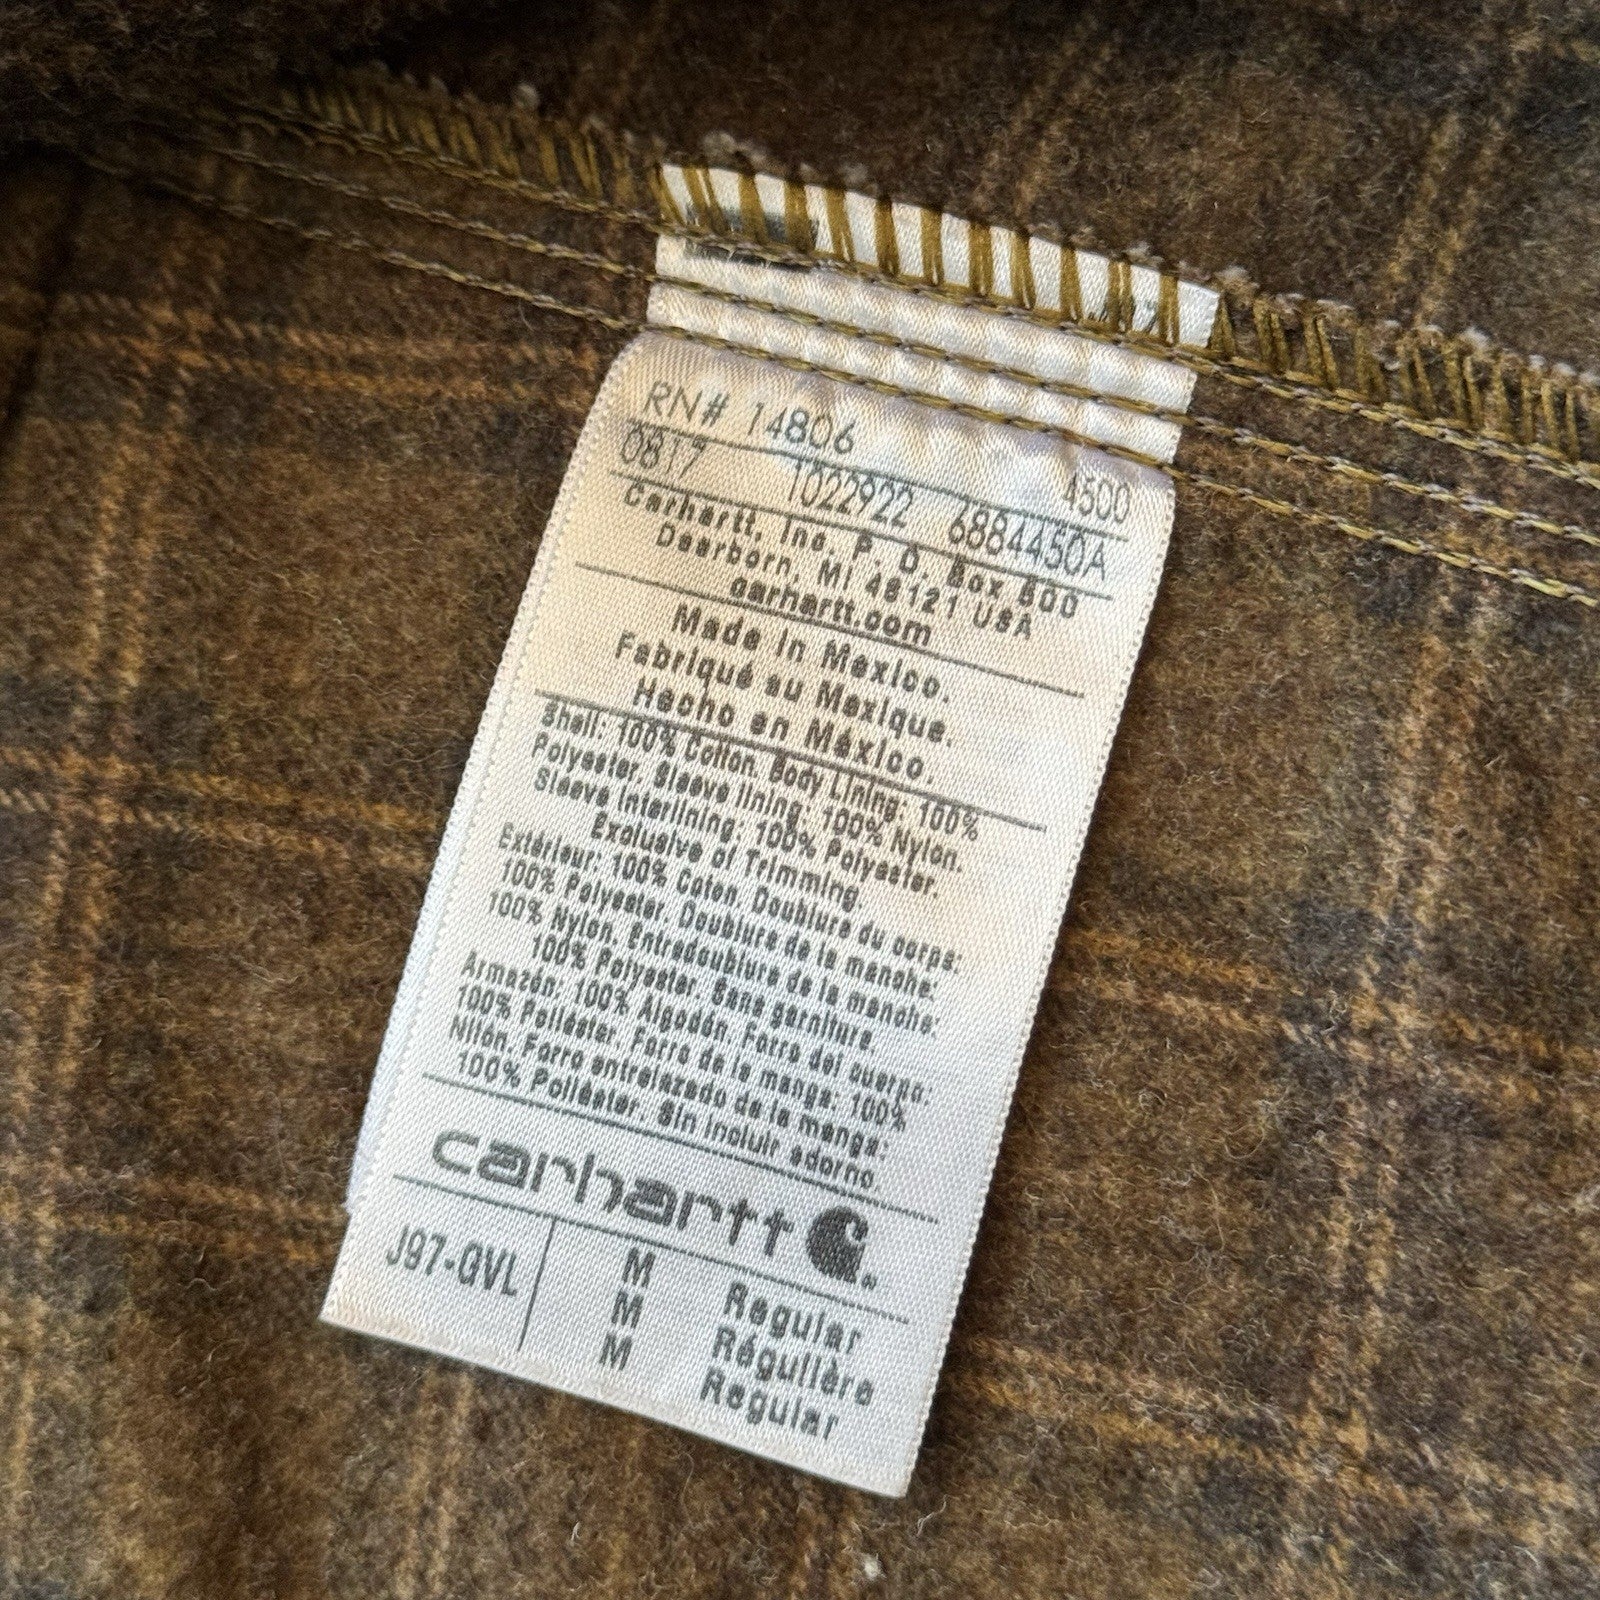 RN# 14806
4500
0817 1022922 6884450A
Carhartt, Inc. P. O. Box 600
Dearborn, MI 48121 USA
carhartt.com
Made in Mexico.
Fabriqué au Mexique.
Hecho en México.
Shell: 100% Cotton. Body Lining: 100%
Polyester. Sleeve lining: 100% Nylon.
Sleeve Interlining: 100% Polyester.
Exclusive of Trimming.
Extérieur: 100% Coton. Doublure du corps:
100% Polyester. Doublure de la manche:
100% Nylon. Entredoublure de la manche:
100% Polyester. Sans garniture.
Armazón: 100% Algodón. Forro del cuerpo:
100% Poliéster. Forro de la manga: 100%
Nilón. Forro entrelazado de la manga:
100% Poliéster. Sin incluir adorno
carhartt
J97-GVL M Regular
M Régulière
M Regular